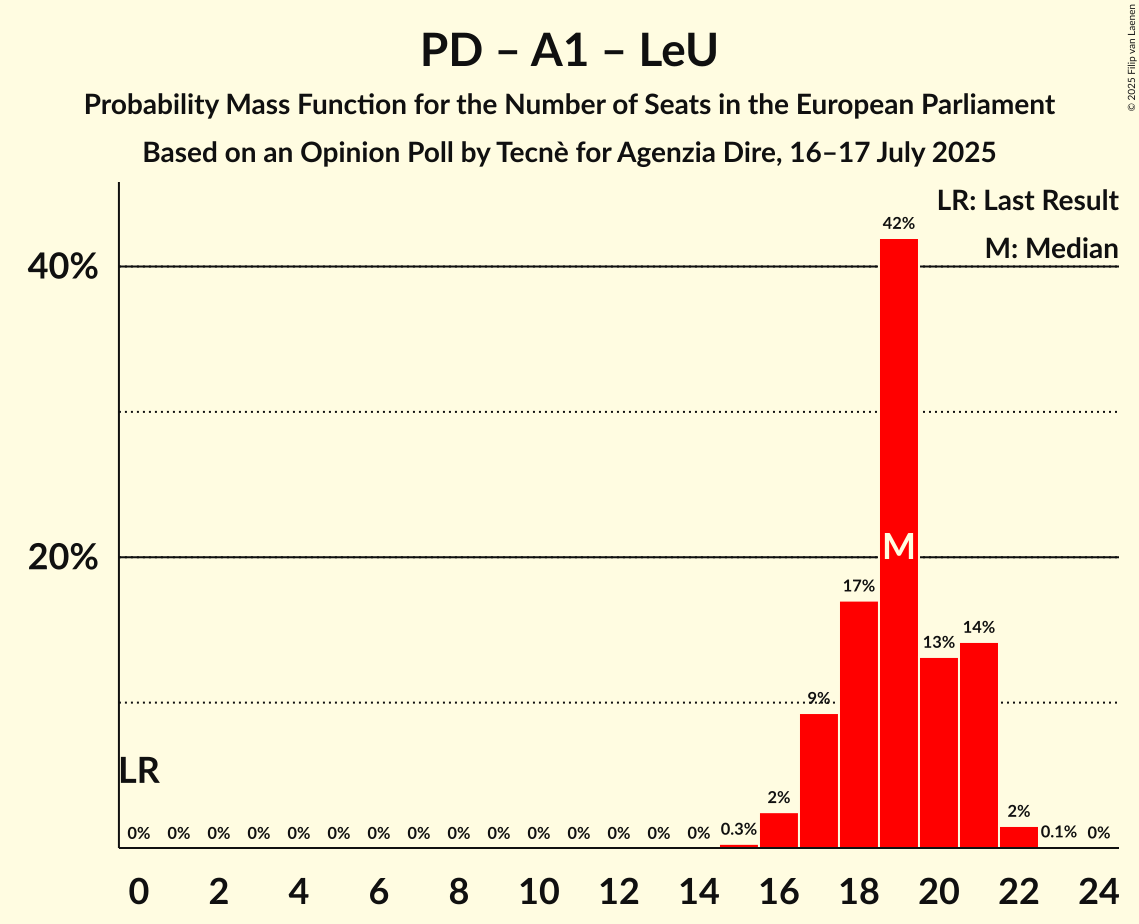 PD – A1 – LeU
Probability Mass Function for the Number of Seats in the European Parliament
Based on an Opinion Poll by Tecnè for Agenzia Dire, 16–17 July 2025
© 2025 Filip van Laenen
LR: Last Result
M: Median
42%
40%
20%
M
17%
14%
13%
9%
LR
2%
2%
0% 0% 0% 0% 0% 0% 0% 0% 0% 0% 0% 0% 0% 0% 0% 0.3% 0.1% 0%
0 2 4 6 8 10 12 14 16 18 20 22 24